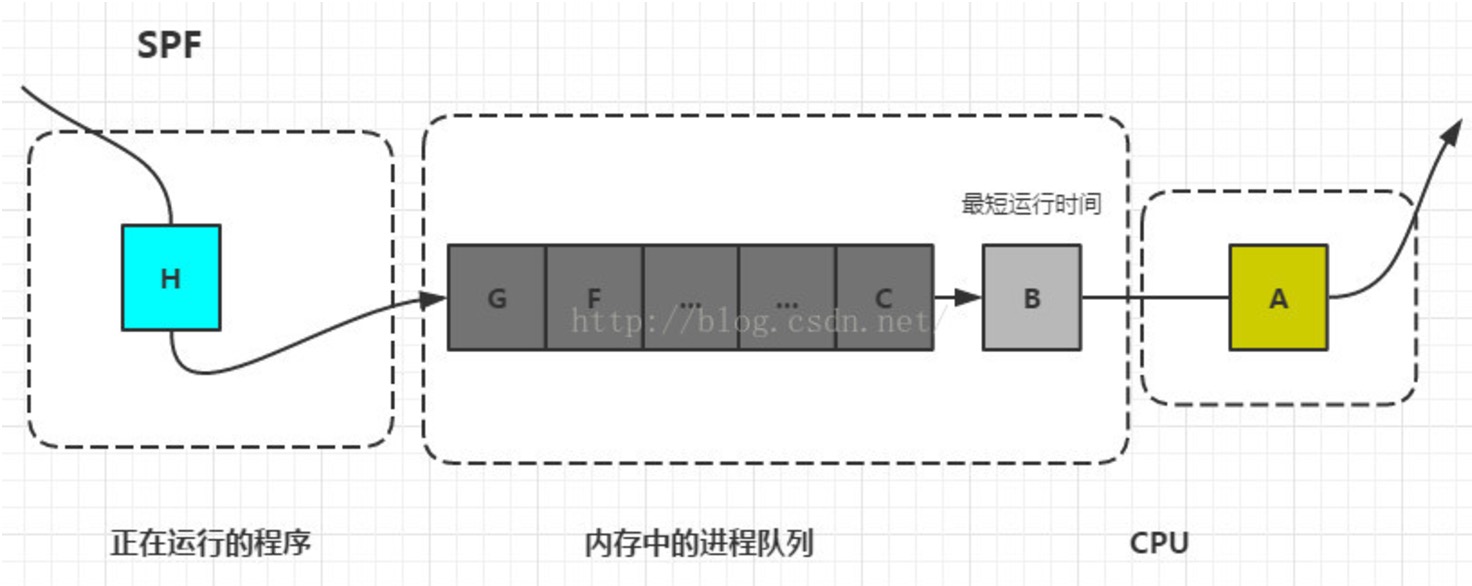 SPF
最短运行时间
H
G F ... ... C B A
http://blog.csdn.net/
正在运行的程序 内存中的进程队列 CPU